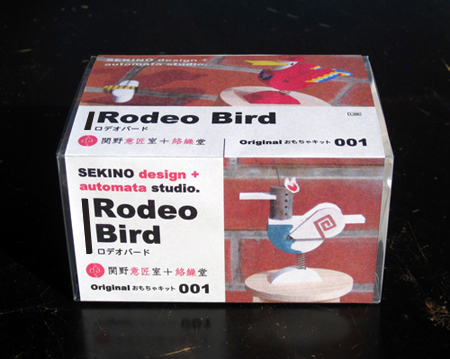 SEKINO design +
automata studio.
Rodeo Bird
ロデオバード
関野意匠室+絡繰堂
Original おもちゃキット 001
SEKINO design +
automata studio.
Rodeo
Bird
ロデオバード
関野意匠室+絡繰堂
Original おもちゃキット 001